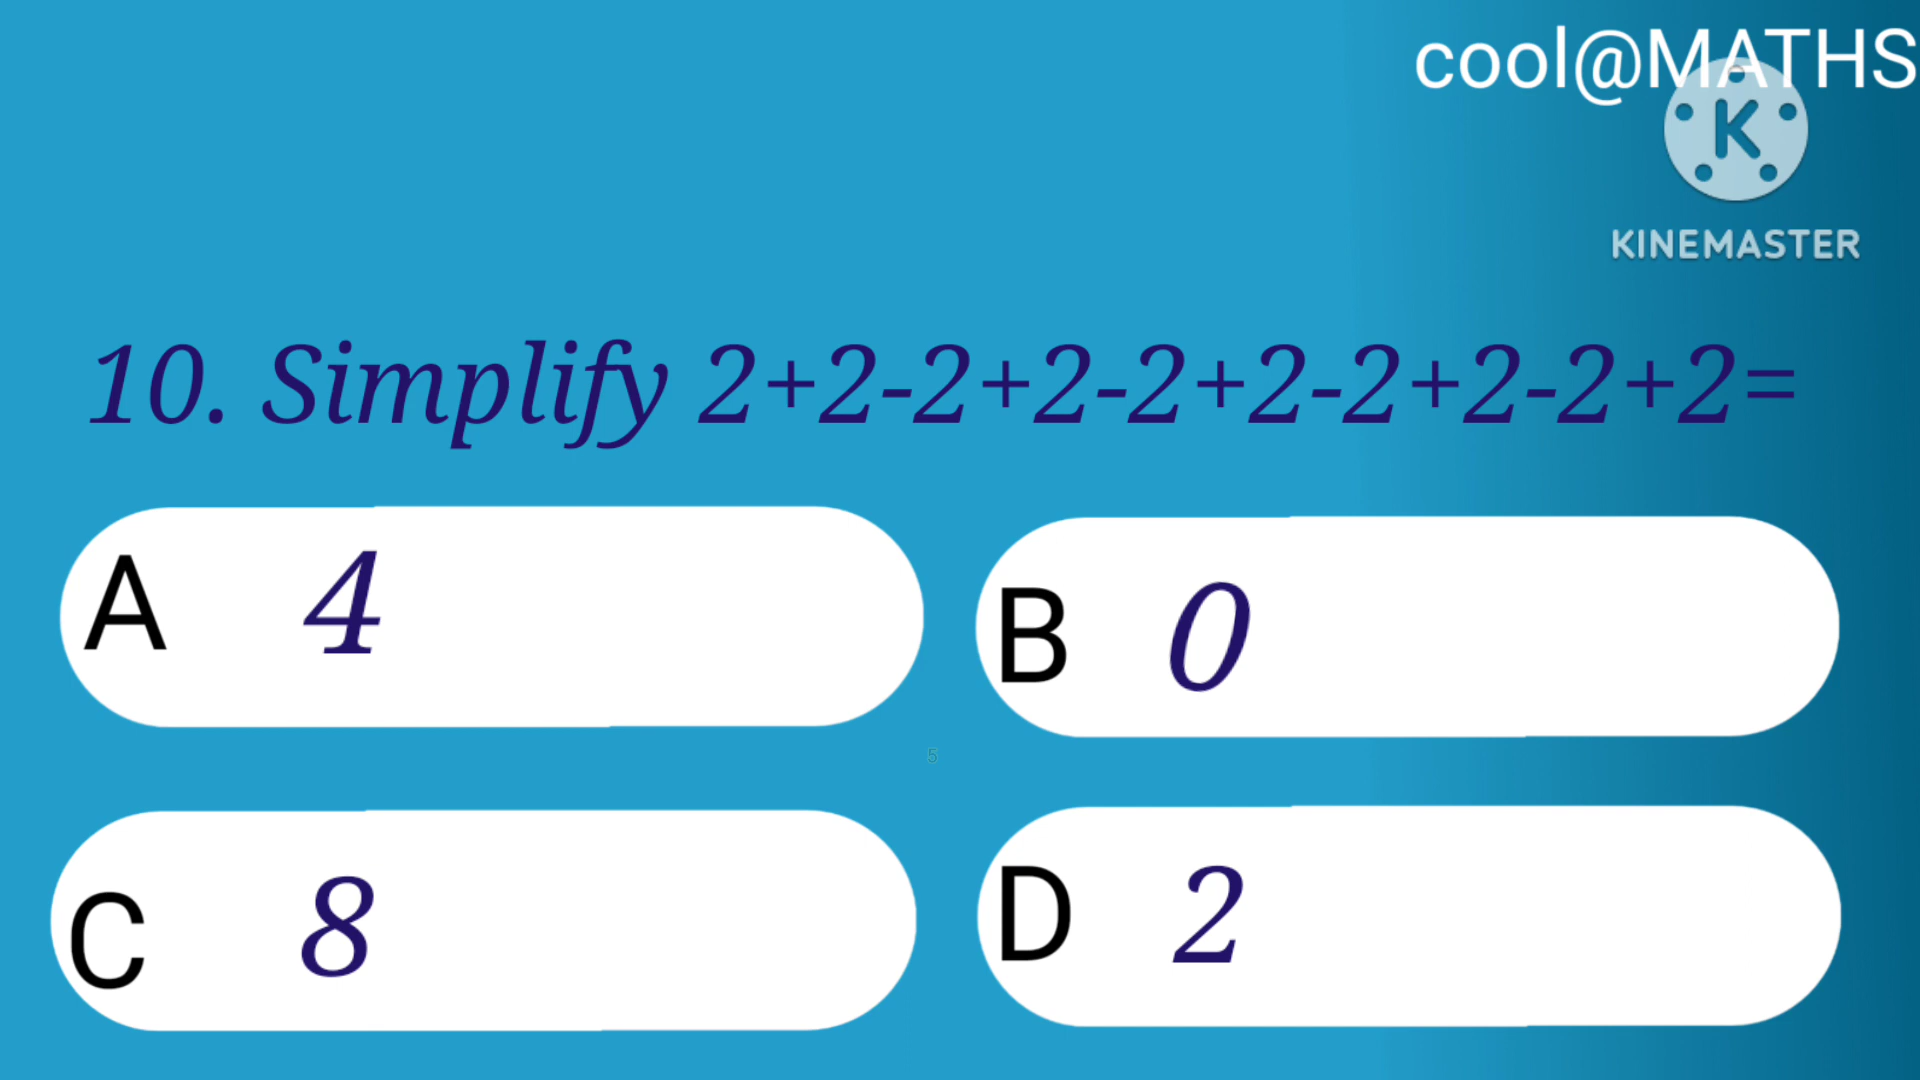 cool@MATHS
K
KINEMASTER
10. Simplify 2+2-2+2-2+2-2+2-2+2=
A 4
B 0
5
C 8
D 2